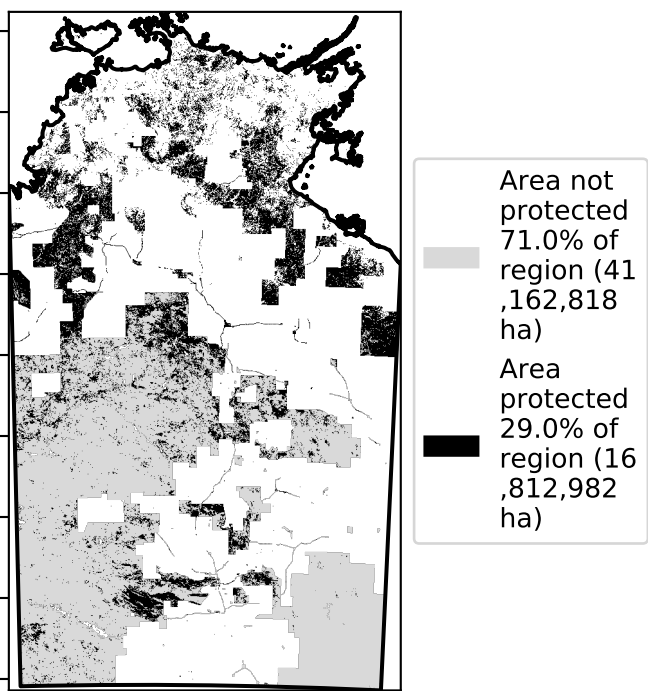 Area not
protected
71.0% of
region (41
,162,818
ha)
Area
protected
29.0% of
region (16
,812,982
ha)